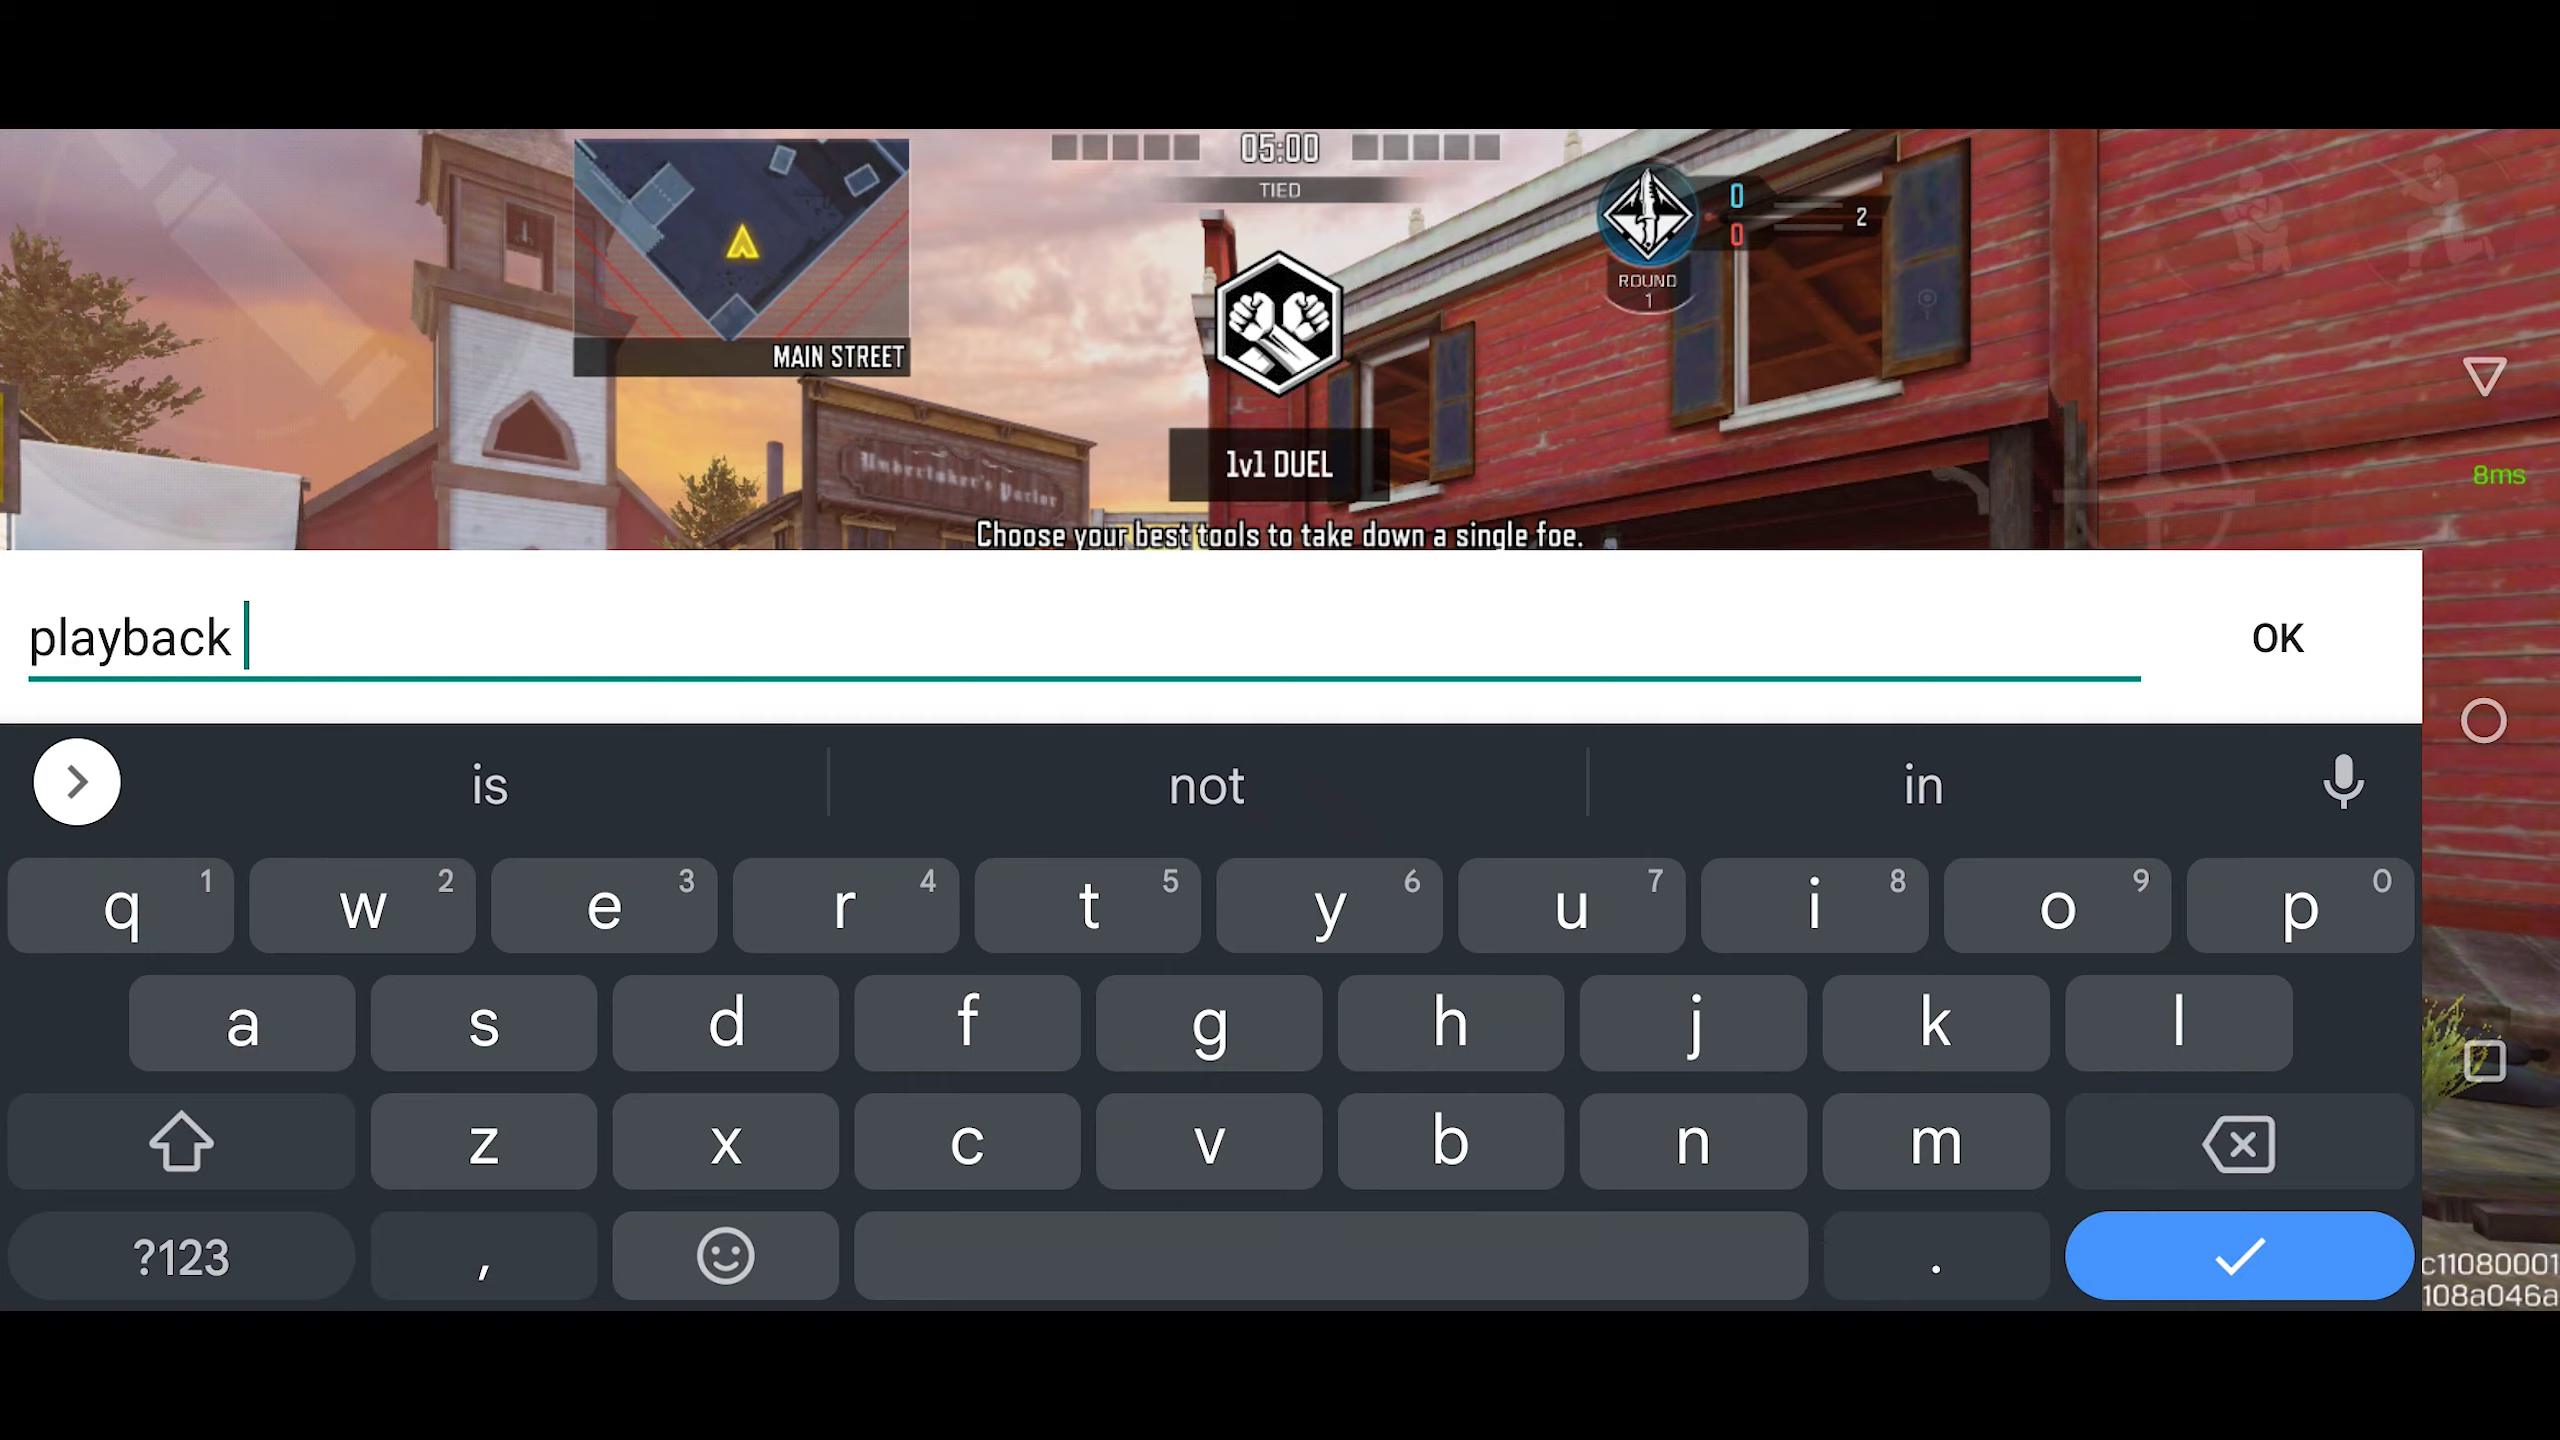 05:00
TIED
MAIN STREET
0
0
2
ROUND
1
Undertaker's Parlor
1v1 DUEL
8ms
Choose your best tools to take down a single foe.
playback
OK
is not in
q 1 w 2 e 3 r 4 t 5 y 6 u 7 i 8 o 9 p 0
a s d f g h j k l
z x c v b n m
?123 , .
c11080001
108a046a